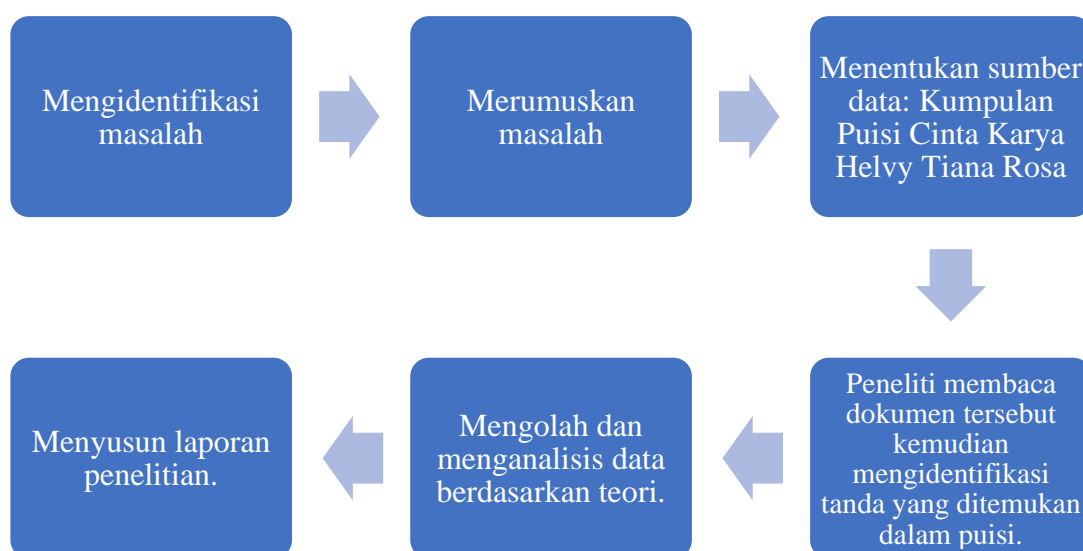 Mengidentifikasi
masalah
Merumuskan
masalah
Menentukan sumber
data: Kumpulan
Puisi Cinta Karya
Helvy Tiana Rosa
Peneliti membaca
dokumen tersebut
kemudian
mengidentifikasi
tanda yang ditemukan
dalam puisi.
Mengolah dan
menganalisis data
berdasarkan teori.
Menyusun laporan
penelitian.